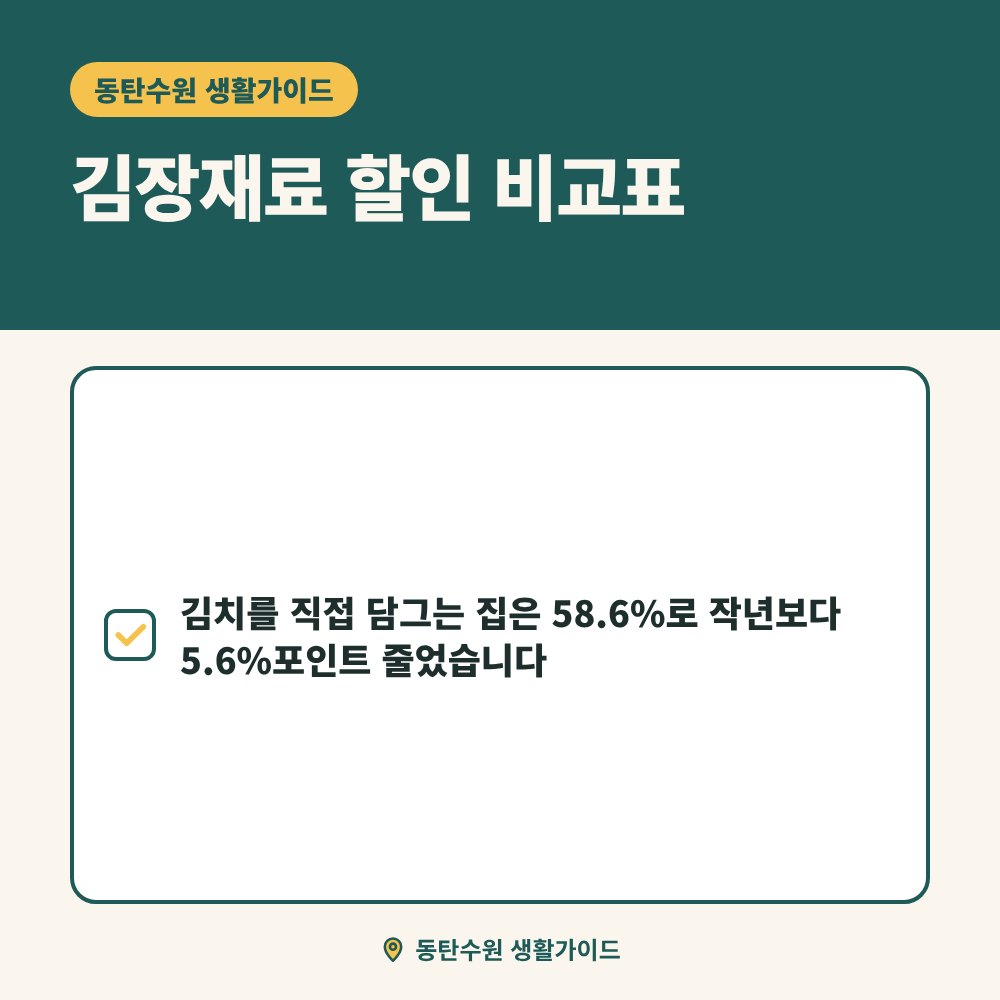 동탄수원 생활가이드
김장재료 할인 비교표
김치를 직접 담그는 집은 58.6%로 작년보다
5.6%포인트 줄었습니다
동탄수원 생활가이드